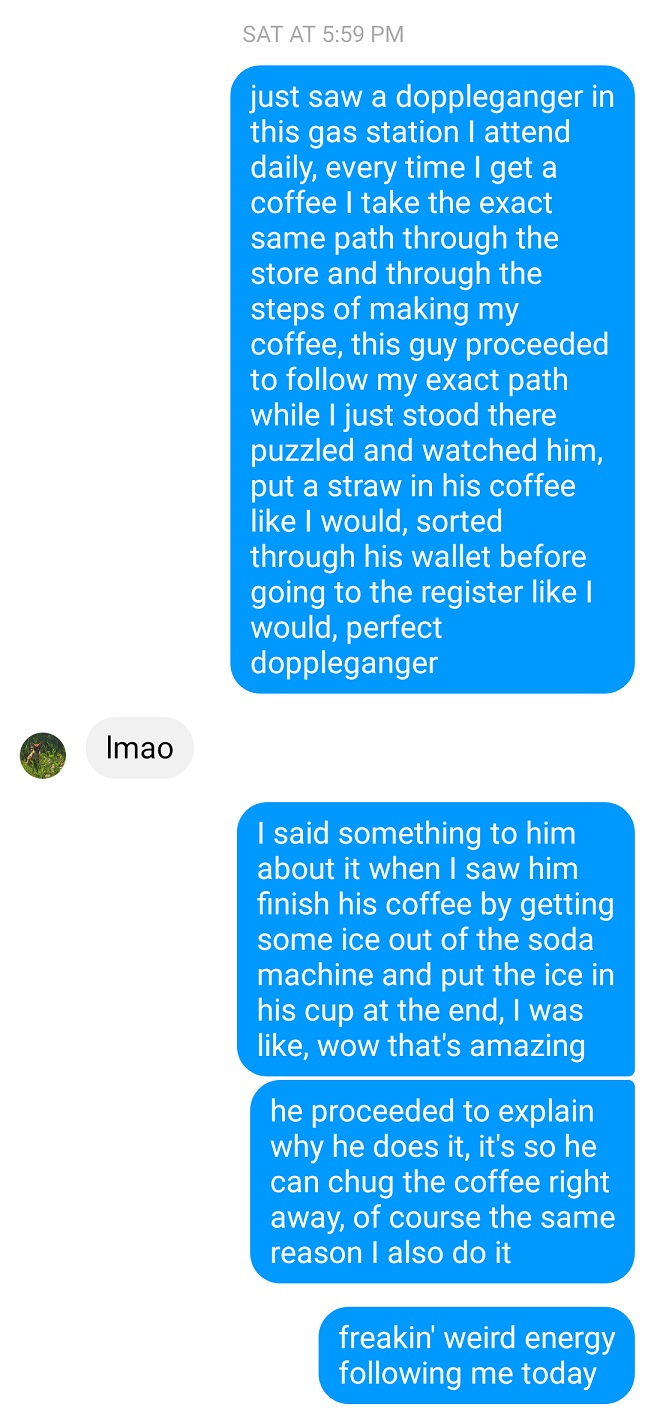 SAT AT 5:59 PM
just saw a doppleganger in
this gas station I attend
daily, every time I get a
coffee I take the exact
same path through the
store and through the
steps of making my
coffee, this guy proceeded
to follow my exact path
while I just stood there
puzzled and watched him,
put a straw in his coffee
like I would, sorted
through his wallet before
going to the register like I
would, perfect
doppleganger
lmao
I said something to him
about it when I saw him
finish his coffee by getting
some ice out of the soda
machine and put the ice in
his cup at the end, I was
like, wow that's amazing
he proceeded to explain
why he does it, it's so he
can chug the coffee right
away, of course the same
reason I also do it
freakin' weird energy
following me today